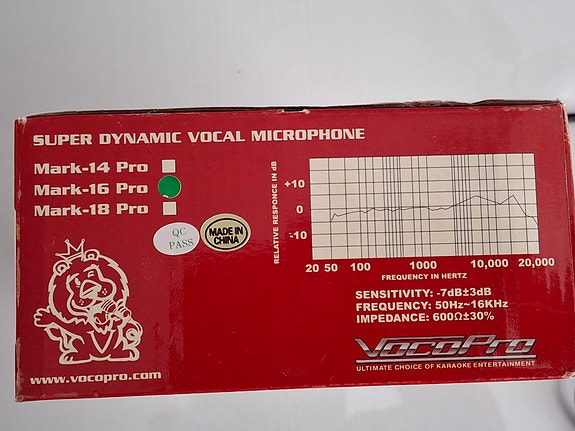 SUPER DYNAMIC VOCAL MICROPHONE
Mark-14 Pro
Mark-16 Pro
Mark-18 Pro
QC
PASS
MADE IN
CHINA
RELATIVE RESPONCE IN dB
+10
0
-10
20 50 100 1000 10,000 20,000
FREQUENCY IN HERTZ
SENSITIVITY: -7dB±3dB
FREQUENCY: 50Hz~16KHz
IMPEDANCE: 600Ω±30%
VocoPro
ULTIMATE CHOICE OF KARAOKE ENTERTAINMENT
www.vocopro.com